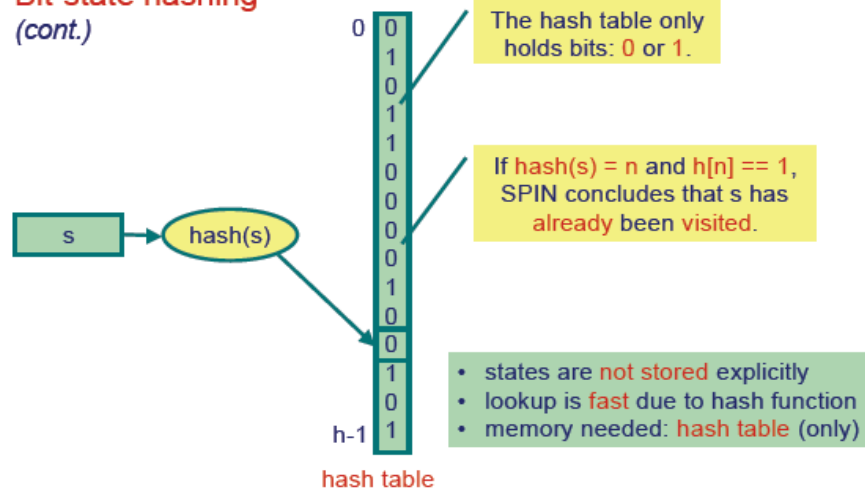 Bit-state hashing
(cont.)
0
0
1
0
1
1
0
0
0
0
1
0
0
1
0
1
h-1
hash table
s
hash(s)
The hash table only
holds bits: 0 or 1.
If hash(s) = n and h[n] == 1,
SPIN concludes that s has
already been visited.
• states are not stored explicitly
• lookup is fast due to hash function
• memory needed: hash table (only)